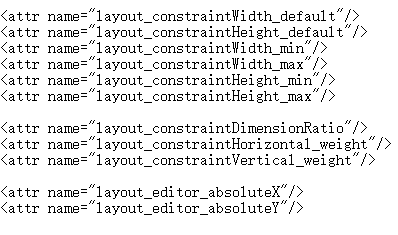 <attr name="layout_constraintWidth_default"/>
<attr name="layout_constraintHeight_default"/>
<attr name="layout_constraintWidth_min"/>
<attr name="layout_constraintWidth_max"/>
<attr name="layout_constraintHeight_min"/>
<attr name="layout_constraintHeight_max"/>
<attr name="layout_constraintDimensionRatio"/>
<attr name="layout_constraintHorizontal_weight"/>
<attr name="layout_constraintVertical_weight"/>
<attr name="layout_editor_absoluteX"/>
<attr name="layout_editor_absoluteY"/>